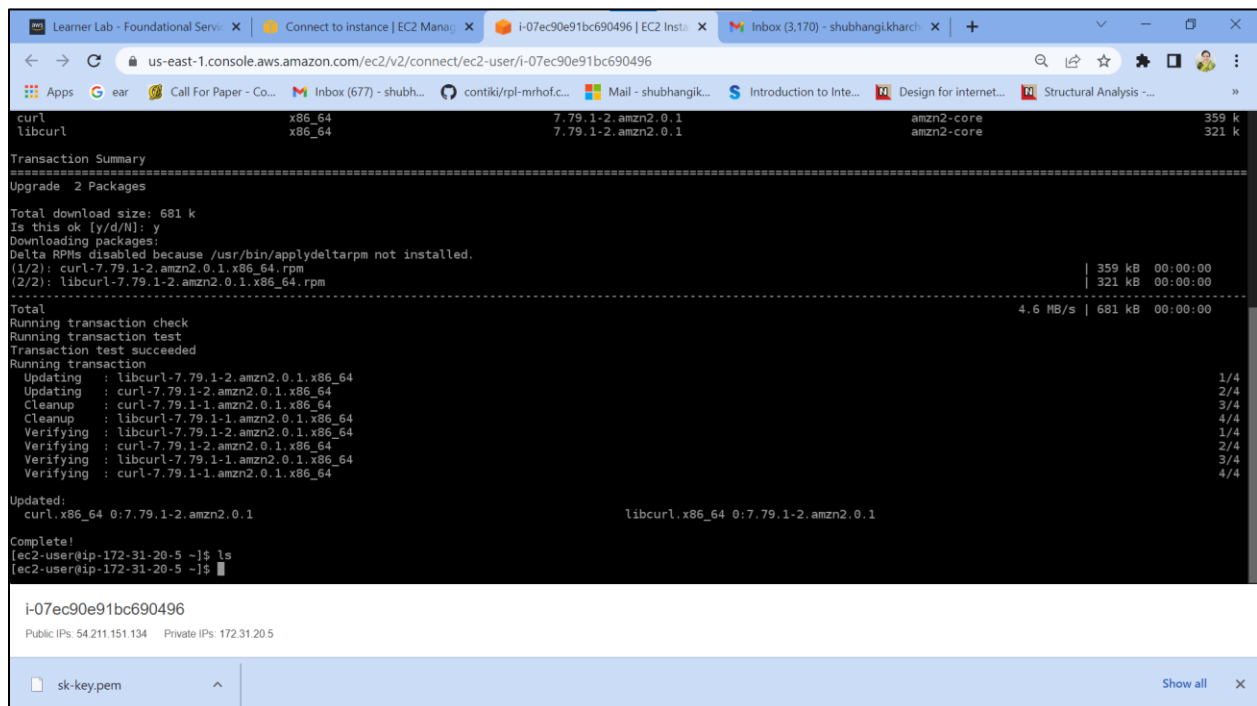 aws Learner Lab - Foundational Servic
Connect to instance | EC2 Manag
i-07ec90e91bc690496 | EC2 Insta
Inbox (3,170) - shubhangi.kharch
us-east-1.console.aws.amazon.com/ec2/v2/connect/ec2-user/i-07ec90e91bc690496
Apps ear Call For Paper - Co... Inbox (677) - shubh... contiki/rpl-mrhof.c... Mail - shubhangik... Introduction to Inte... Design for internet... Structural Analysis -... »
curl x86_64 7.79.1-2.amzn2.0.1 amzn2-core 359 k
libcurl x86_64 7.79.1-2.amzn2.0.1 amzn2-core 321 k
Transaction Summary
================================================================================
Upgrade 2 Packages
Total download size: 681 k
Is this ok [y/d/N]: y
Downloading packages:
Delta RPMs disabled because /usr/bin/applydeltarpm not installed.
(1/2): curl-7.79.1-2.amzn2.0.1.x86_64.rpm | 359 kB 00:00:00
(2/2): libcurl-7.79.1-2.amzn2.0.1.x86_64.rpm | 321 kB 00:00:00
--------------------------------------------------------------------------------
Total 4.6 MB/s | 681 kB 00:00:00
Running transaction check
Running transaction test
Transaction test succeeded
Running transaction
Updating : libcurl-7.79.1-2.amzn2.0.1.x86_64 1/4
Updating : curl-7.79.1-2.amzn2.0.1.x86_64 2/4
Cleanup : curl-7.79.1-1.amzn2.0.1.x86_64 3/4
Cleanup : libcurl-7.79.1-1.amzn2.0.1.x86_64 4/4
Verifying : libcurl-7.79.1-2.amzn2.0.1.x86_64 1/4
Verifying : curl-7.79.1-2.amzn2.0.1.x86_64 2/4
Verifying : libcurl-7.79.1-1.amzn2.0.1.x86_64 3/4
Verifying : curl-7.79.1-1.amzn2.0.1.x86_64 4/4
Updated:
curl.x86_64 0:7.79.1-2.amzn2.0.1 libcurl.x86_64 0:7.79.1-2.amzn2.0.1
Complete!
[ec2-user@ip-172-31-20-5 ~]$ ls
[ec2-user@ip-172-31-20-5 ~]$
i-07ec90e91bc690496
Public IPs: 54.211.151.134 Private IPs: 172.31.20.5
sk-key.pem Show all